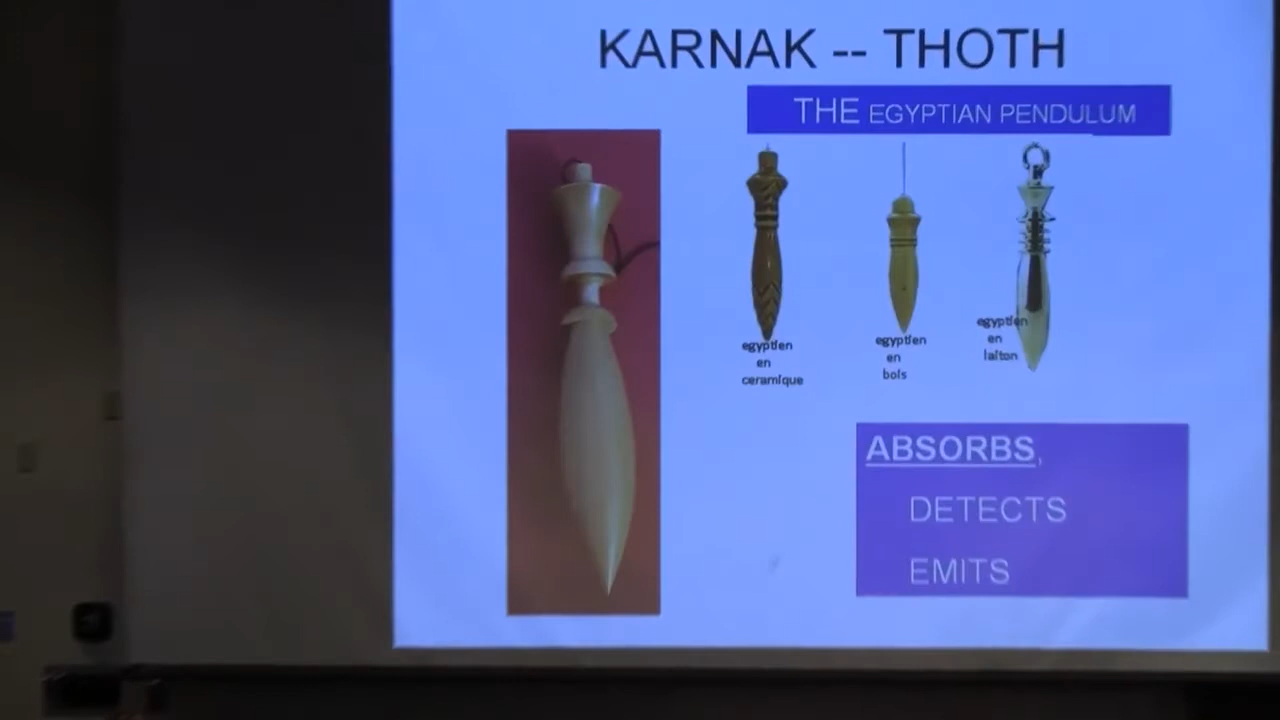 KARNAK -- THOTH
THE EGYPTIAN PENDULUM
egyptien
en
ceramique
egyptien
en
bois
egyptien
en
laiton
ABSORBS,
DETECTS
EMITS